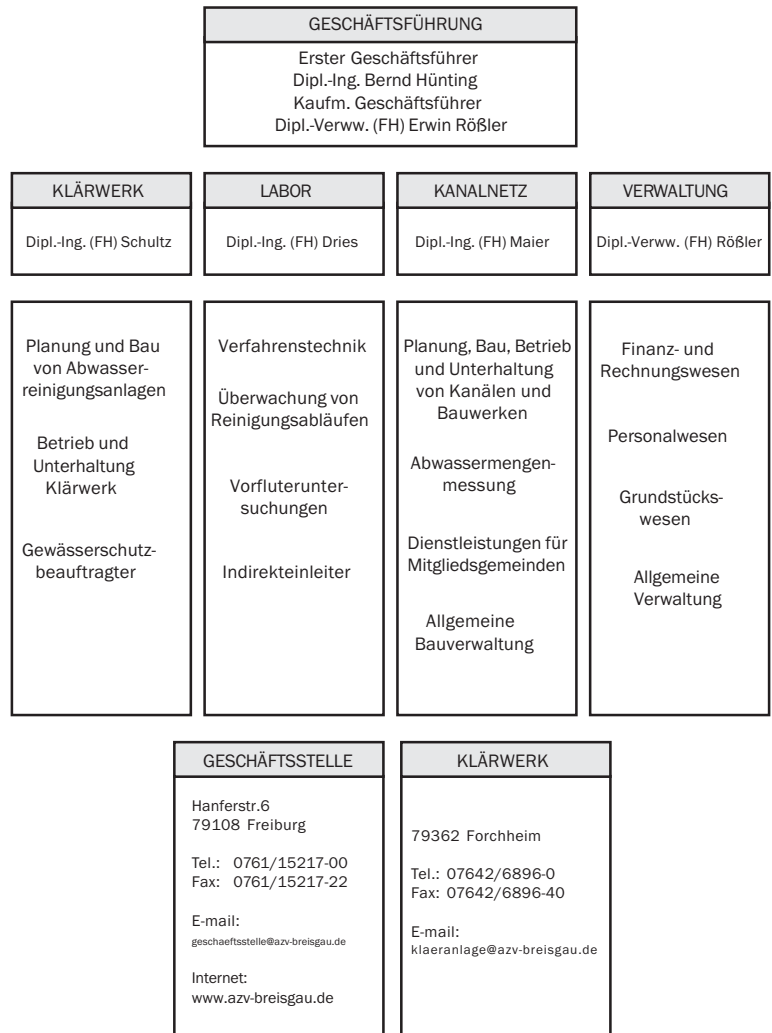 GESCHÄFTSFÜHRUNG
Erster Geschäftsführer
Dipl.-Ing. Bernd Hünting
Kaufm. Geschäftsführer
Dipl.-Verww. (FH) Erwin Rößler
KLÄRWERK
Dipl.-Ing. (FH) Schultz
LABOR
Dipl.-Ing. (FH) Dries
KANALNETZ
Dipl.-Ing. (FH) Maier
VERWALTUNG
Dipl.-Verww. (FH) Rößler
Planung und Bau
von Abwasser-
reinigungsanlagen
Betrieb und
Unterhaltung
Klärwerk
Gewässerschutz-
beauftragter
Verfahrenstechnik
Überwachung von
Reinigungsabläufen
Vorfluterunter-
suchungen
Indirekteinleiter
Planung, Bau, Betrieb
und Unterhaltung
von Kanälen und
Bauwerken
Abwassermengen-
messung
Dienstleistungen für
Mitgliedsgemeinden
Allgemeine
Bauverwaltung
Finanz- und
Rechnungswesen
Personalwesen
Grundstücks-
wesen
Allgemeine
Verwaltung
GESCHÄFTSSTELLE
Hanferstr.6
79108 Freiburg
Tel.: 0761/15217-00
Fax: 0761/15217-22
E-mail:
geschaeftsstelle@azv-breisgau.de
Internet:
www.azv-breisgau.de
KLÄRWERK
79362 Forchheim
Tel.: 07642/6896-0
Fax: 07642/6896-40
E-mail:
klaeranlage@azv-breisgau.de